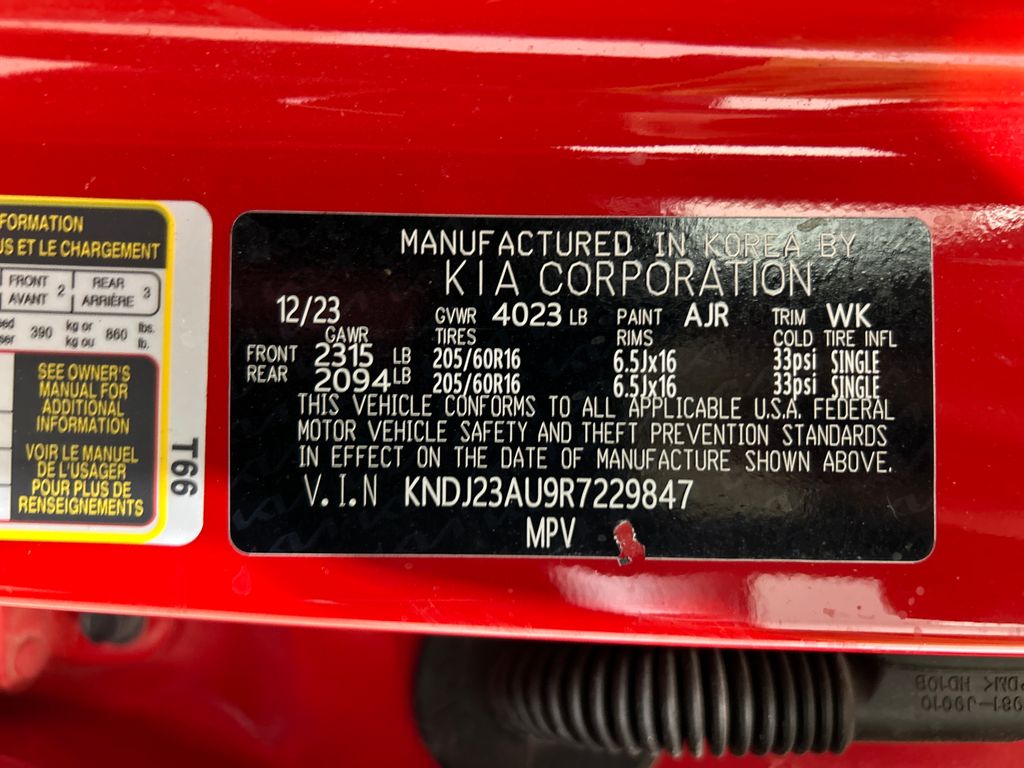 FORMATION
US ET LE CHARGEMENT
FRONT 2 REAR 3
AVANT ARRIÈRE
390 kg or 860 lbs.
kg ou lb.
SEE OWNER'S
MANUAL FOR
ADDITIONAL
INFORMATION
VOIR LE MANUEL
DE L'USAGER
POUR PLUS DE
RENSEIGNEMENTS
T66
MANUFACTURED IN KOREA BY
KIA CORPORATION
12/23 GVWR 4023 LB PAINT AJR TRIM WK
GAWR TIRES RIMS COLD TIRE INFL
FRONT 2315 LB 205/60R16 6.5Jx16 33psi SINGLE
REAR 2094 LB 205/60R16 6.5Jx16 33psi SINGLE
THIS VEHICLE CONFORMS TO ALL APPLICABLE U.S.A. FEDERAL
MOTOR VEHICLE SAFETY AND THEFT PREVENTION STANDARDS
IN EFFECT ON THE DATE OF MANUFACTURE SHOWN ABOVE.
V.I.N KNDJ23AU9R7229847
MPV
981-J9010
PDMK HD10B